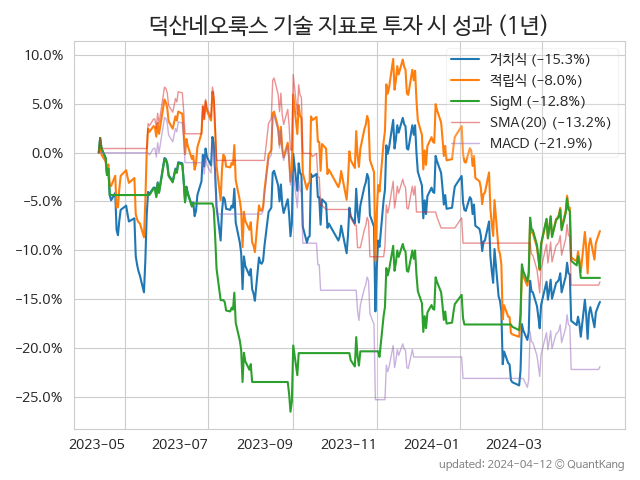 덕산네오룩스 기술 지표로 투자 시 성과 (1년)
10.0%
5.0%
0.0%
−5.0%
−10.0%
−15.0%
−20.0%
−25.0%
거치식 (−15.3%)
적립식 (−8.0%)
SigM (−12.8%)
SMA(20) (−13.2%)
MACD (−21.9%)
2023-05 2023-07 2023-09 2023-11 2024-01 2024-03
updated: 2024-04-12 © QuantKang